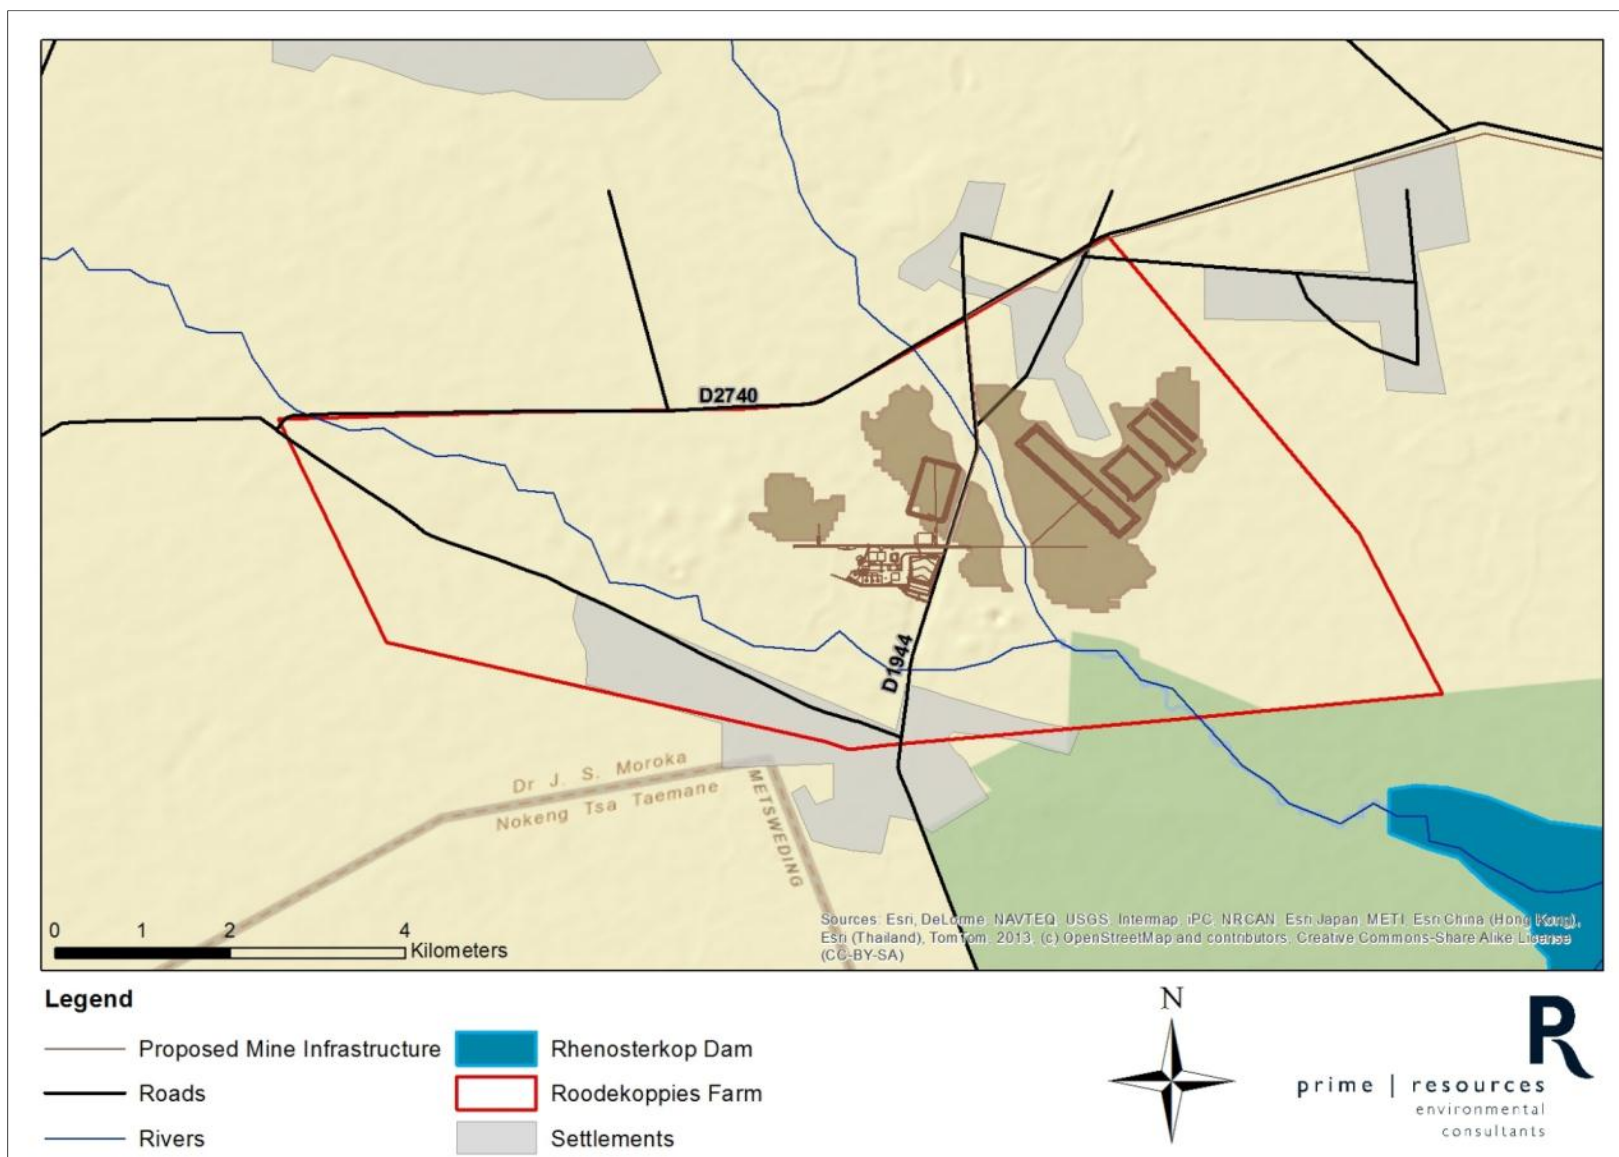 D2740
D1944
Dr J. S. Moroka
Nokeng Tsa Taemane
METSWEDING
0 1 2 4
Kilometers
Sources: Esri, DeLorme, NAVTEQ, USGS, Intermap, iPC, NRCAN, Esri Japan, METI, Esri China (Hong Kong),
Esri (Thailand), TomTom, 2013, (c) OpenStreetMap and contributors, Creative Commons-Share Alike License
(CC-BY-SA)
Legend
Proposed Mine Infrastructure
Roads
Rivers
Rhenosterkop Dam
Roodekoppies Farm
Settlements
N
R
prime | resources
environmental
consultants